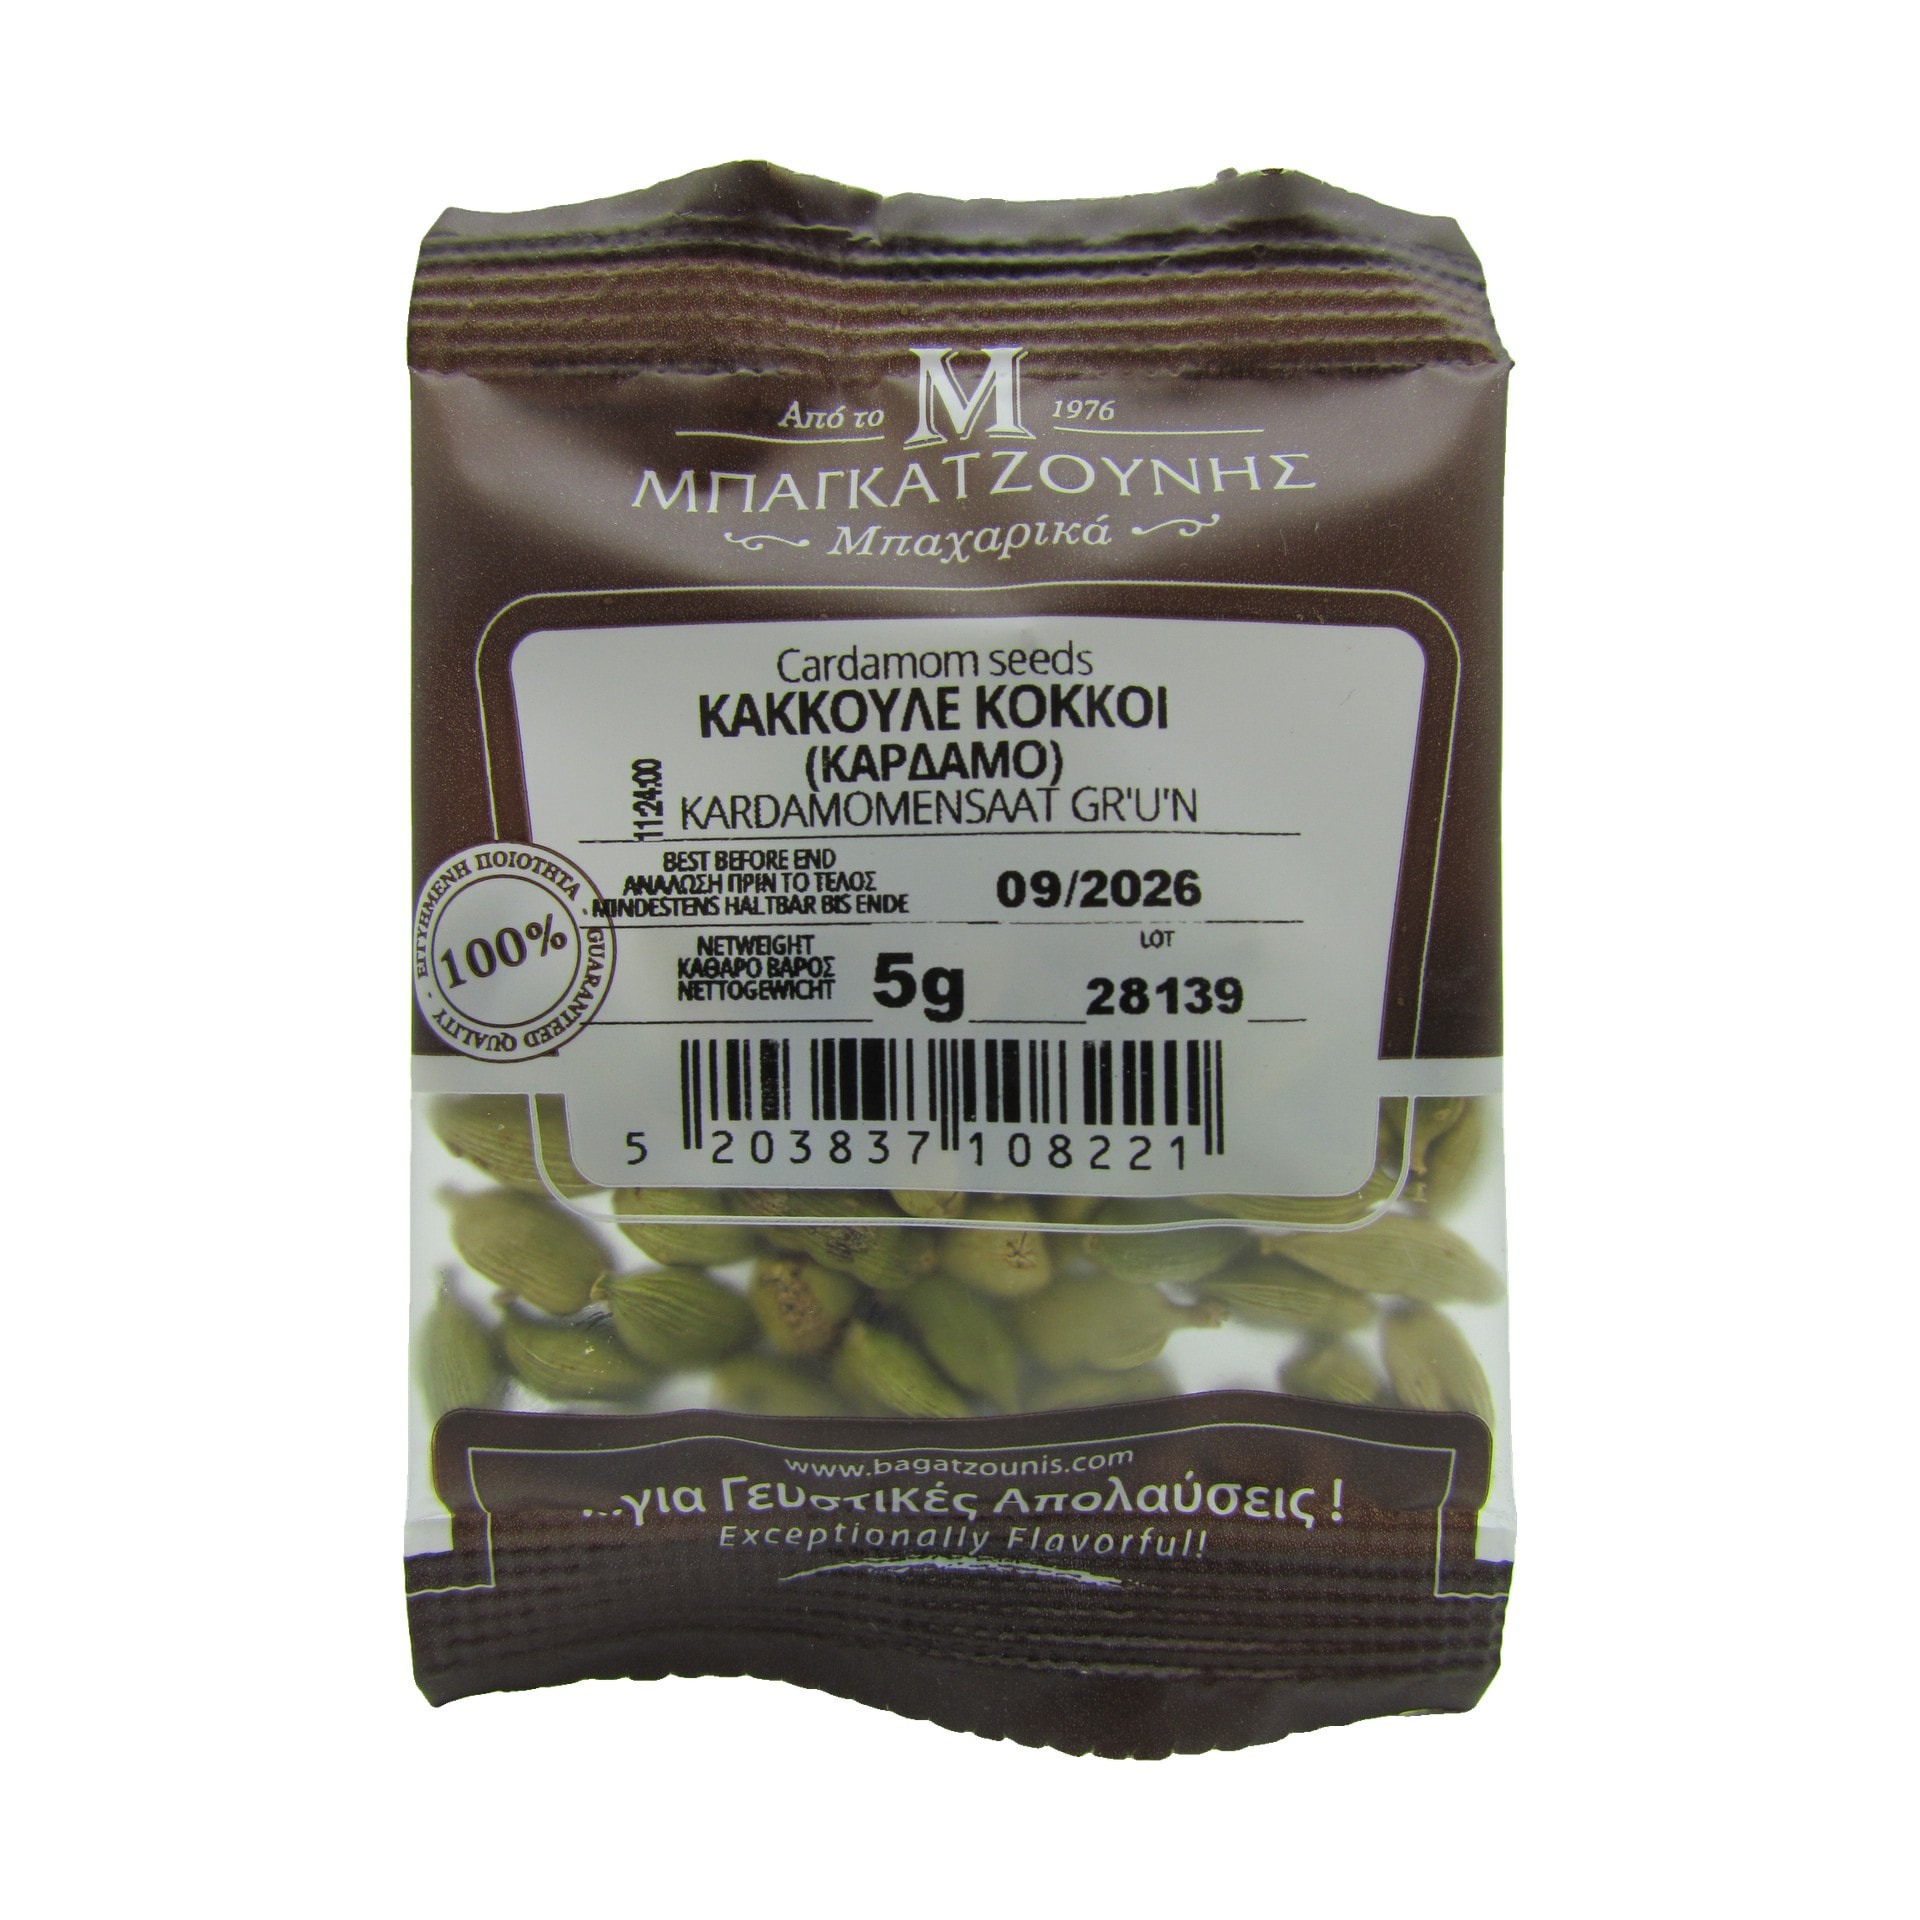 Από το M 1976
ΜΠΑΓΚΑΤΖΟΥΝΗΣ
Μπαχαρικά
Cardamom seeds
ΚΑΚΚΟΥΛΕ ΚΟΚΚΟΙ
(ΚΑΡΔΑΜΟ)
KARDAMOMENSAAT GR'U'N
11:24:00
BEST BEFORE END
ΑΝΑΛΩΣΗ ΠΡΙΝ ΤΟ ΤΕΛΟΣ
MINDESTENS HALTBAR BIS ENDE
09/2026
ΕΓΓΥΗΜΕΝΗ ΠΟΙΟΤΗΤΑ · GUARANTEED QUALITY ·
100%
NETWEIGHT
ΚΑΘΑΡΟ ΒΑΡΟΣ
NETTOGEWICHT
5g
LOT
28139
5 203837 108221
www.bagatzounis.com
...για Γευστικές Απολαύσεις!
Exceptionally Flavorful!